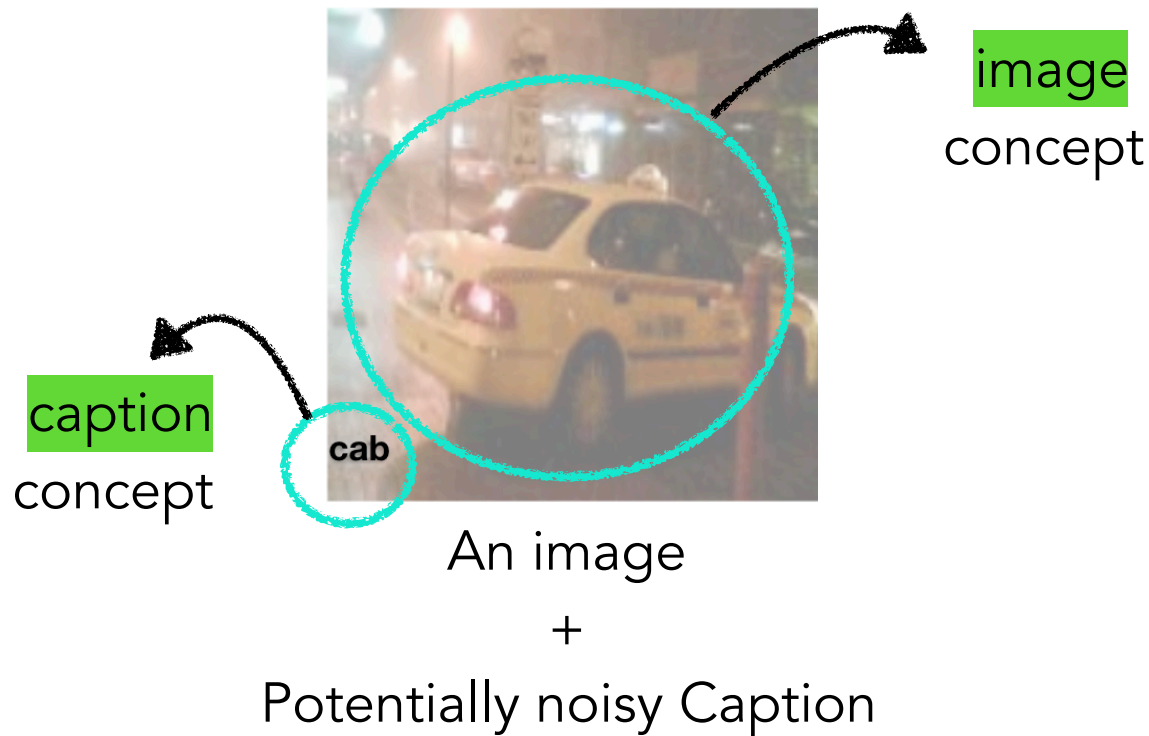 image
concept
caption
concept
cab
An image
+
Potentially noisy Caption